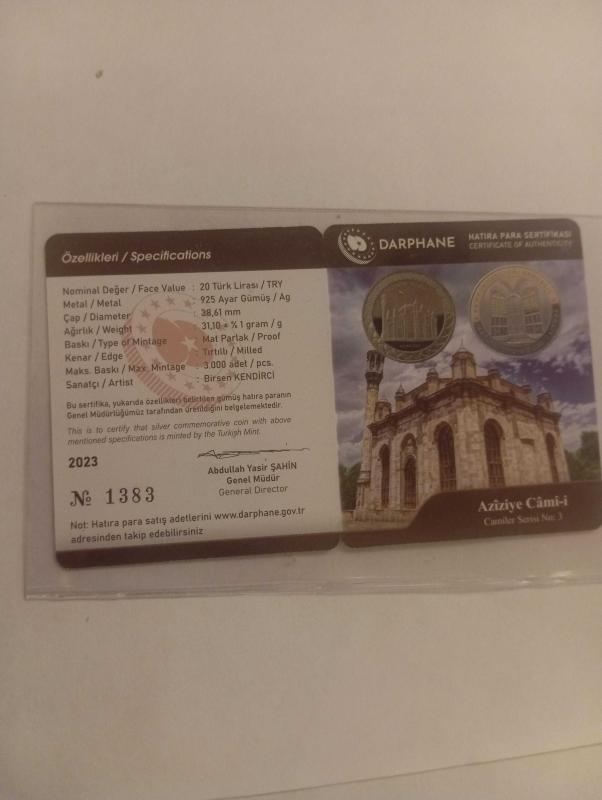 Özellikleri / Specifications
Nominal Değer / Face Value : 20 Türk Lirası / TRY
Metal / Metal : 925 Ayar Gümüş / Ag
Çap / Diameter : 38,61 mm
Ağırlık / Weight : 31,10 ± % 1 gram / g
Baskı / Type of Mintage : Mat Parlak / Proof
Kenar / Edge : Tırtıllı / Milled
Maks. Baskı / Max. Mintage : 3.000 adet / pcs.
Sanatçı / Artist : Birsen KENDİRCİ
Bu sertifika, yukarıda özellikleri belirtilen gümüş hatıra paranın
Genel Müdürlüğümüz tarafından üretildiğini belgelemektedir.
This is to certify that silver commemorative coin with above
mentioned specifications is minted by the Turkish Mint.
2023
Abdullah Yasir ŞAHİN
Genel Müdür
General Director
№ 1383
Not: Hatıra para satış adetlerini www.darphane.gov.tr
adresinden takip edebilirsiniz
DARPHANE
HATIRA PARA SERTİFİKASI
CERTIFICATE OF AUTHENTICITY
Azîziye Câmi-i
Camiler Serisi No: 3